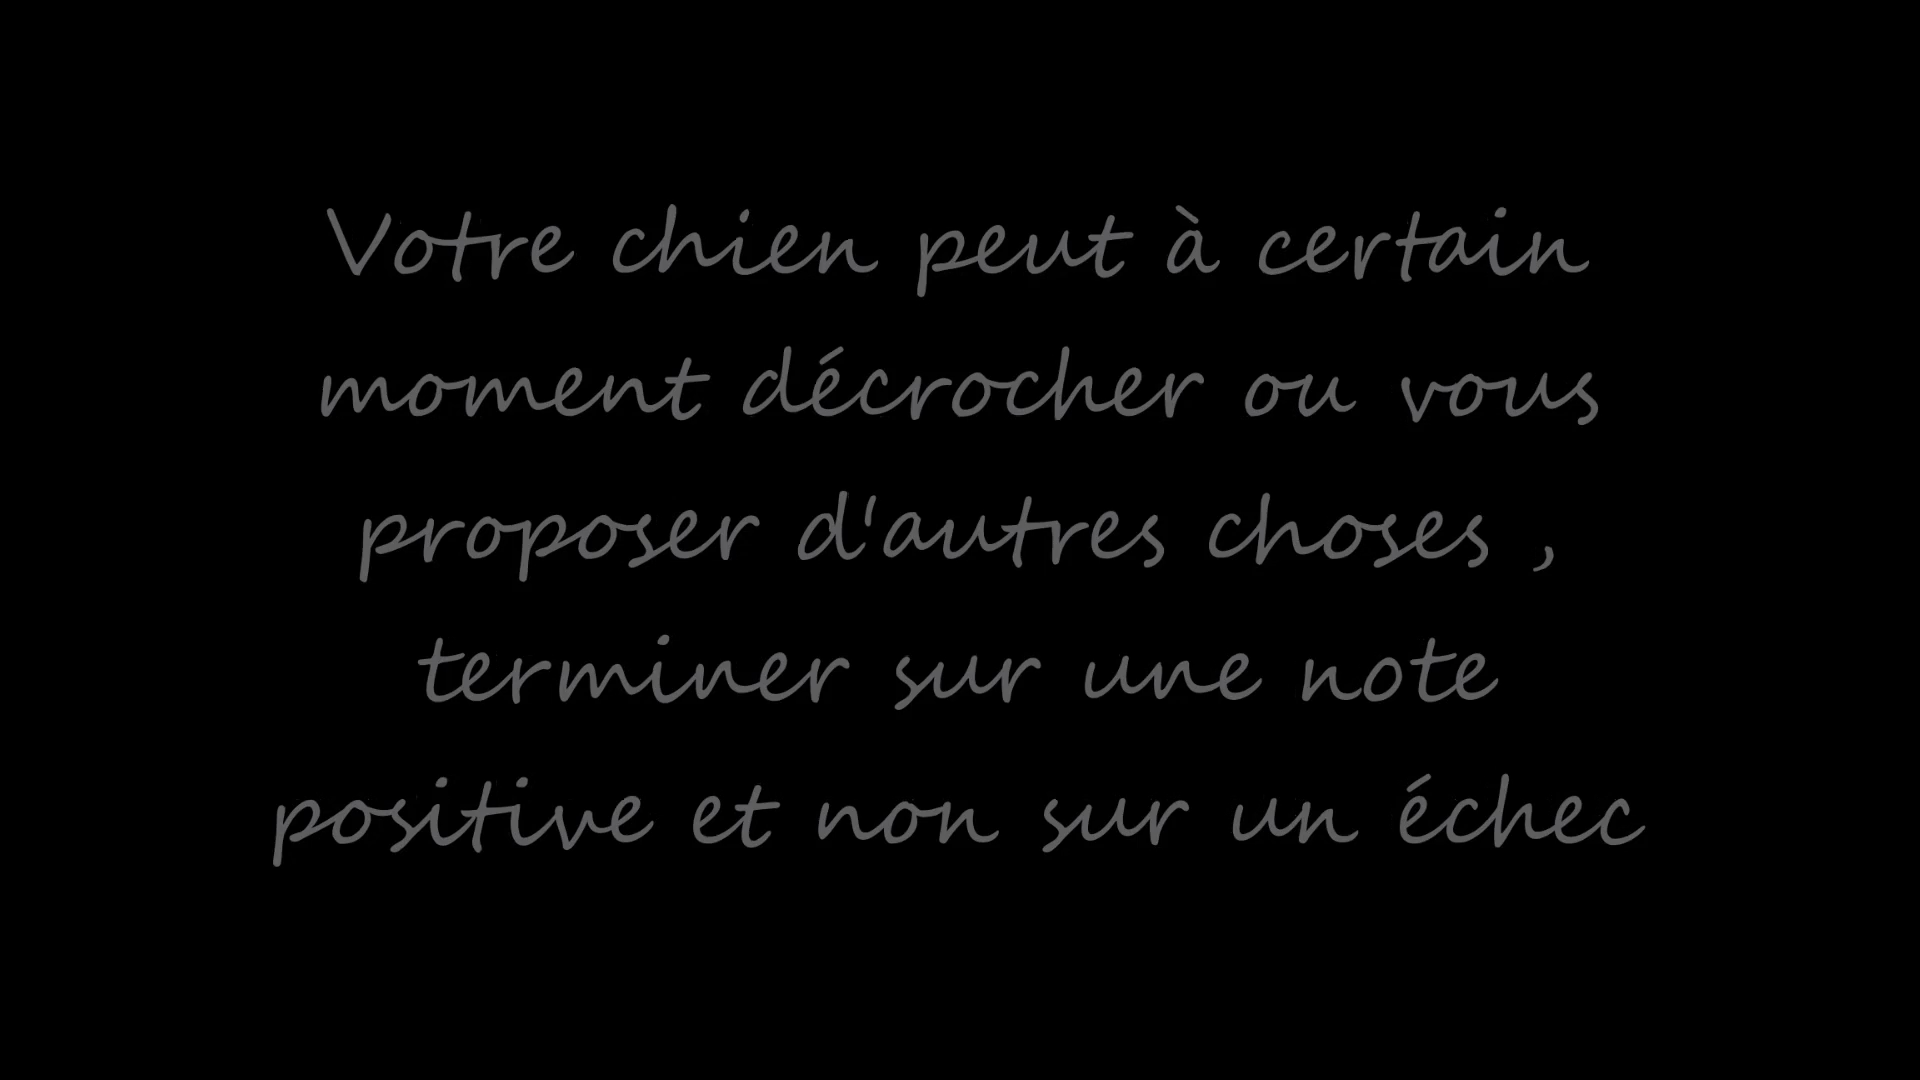 Votre chien peut à certain
moment décrocher ou vous
proposer d'autres choses ,
terminer sur une note
positive et non sur un échec